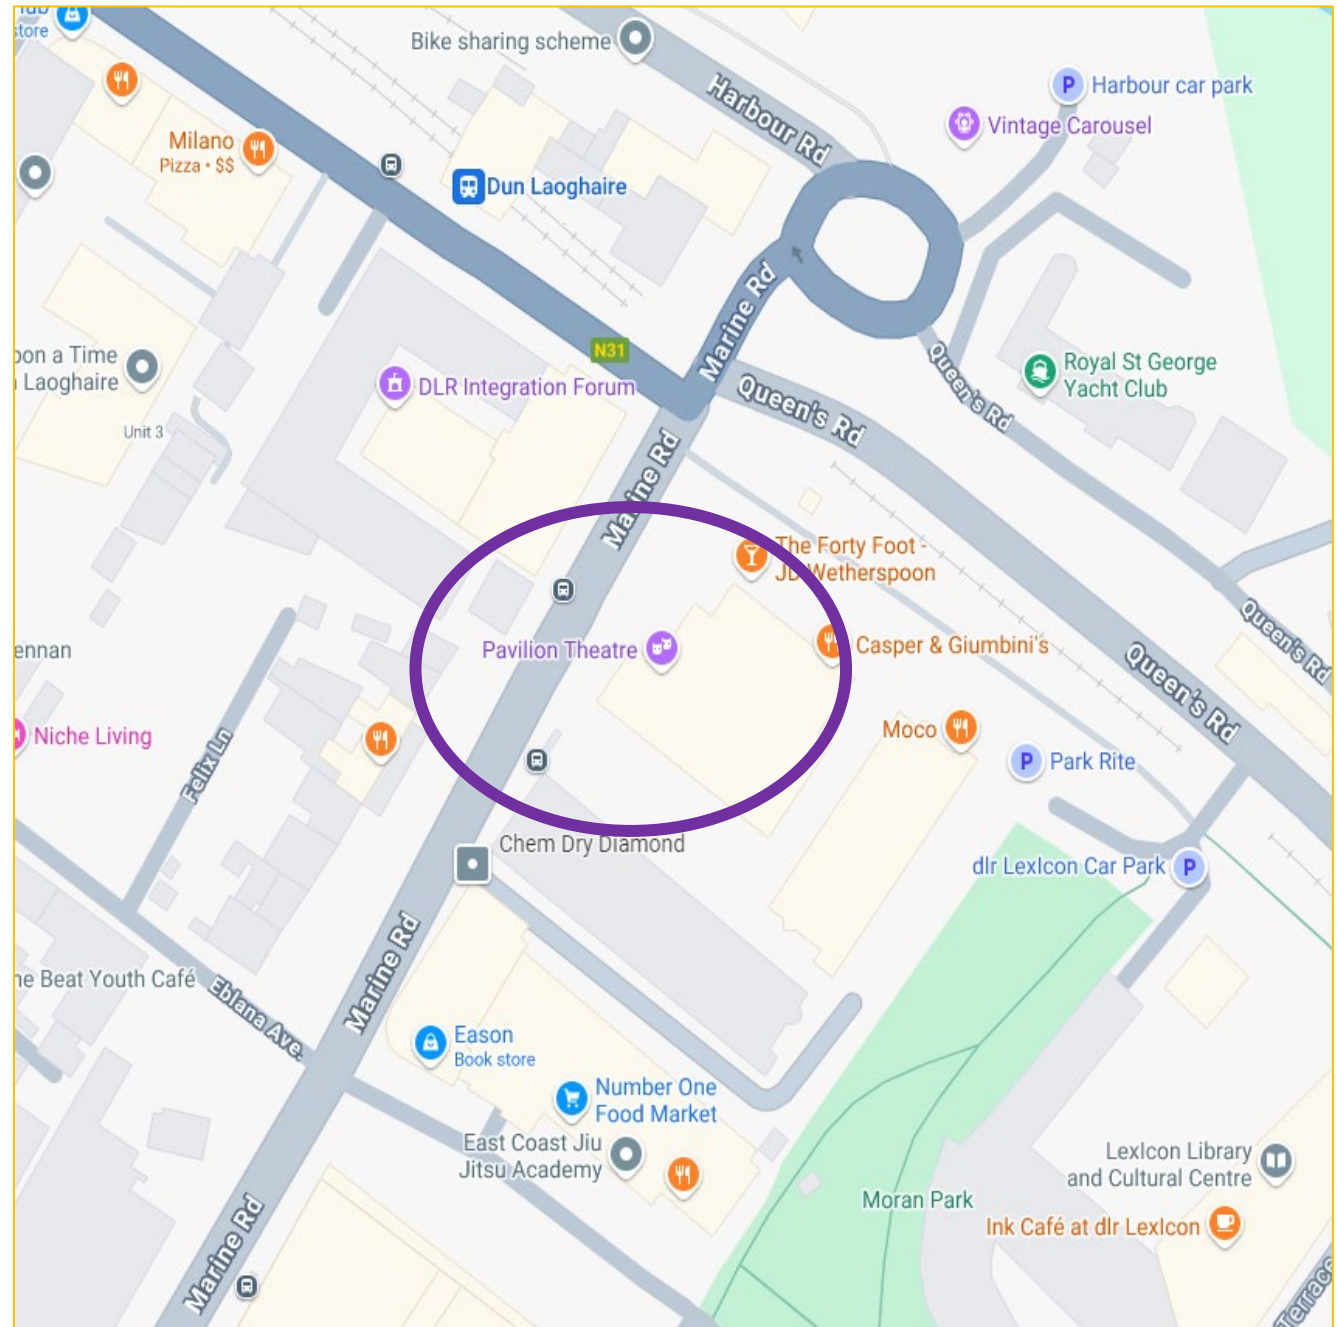 store
Bike sharing scheme
Harbour Rd
P Harbour car park
Vintage Carousel
Milano
Pizza • $$
Dun Laoghaire
Marine Rd
N31
oon a Time
Laoghaire
DLR Integration Forum
Queen's Rd
Queen's Rd
Royal St George
Yacht Club
Unit 3
Marine Rd
The Forty Foot -
JD Wetherspoon
Pavilion Theatre
Casper & Giumbini's
Queen's Rd
Queen's Rd
ennan
Niche Living
Felix Ln
Moco
P Park Rite
Chem Dry Diamond
dlr LexIcon Car Park P
Marine Rd
ne Beat Youth Café
Eblana Ave.
Eason
Book store
Number One
Food Market
East Coast Jiu
Jitsu Academy
LexIcon Library
and Cultural Centre
Moran Park
Ink Café at dlr LexIcon
Marine Rd
Terrace